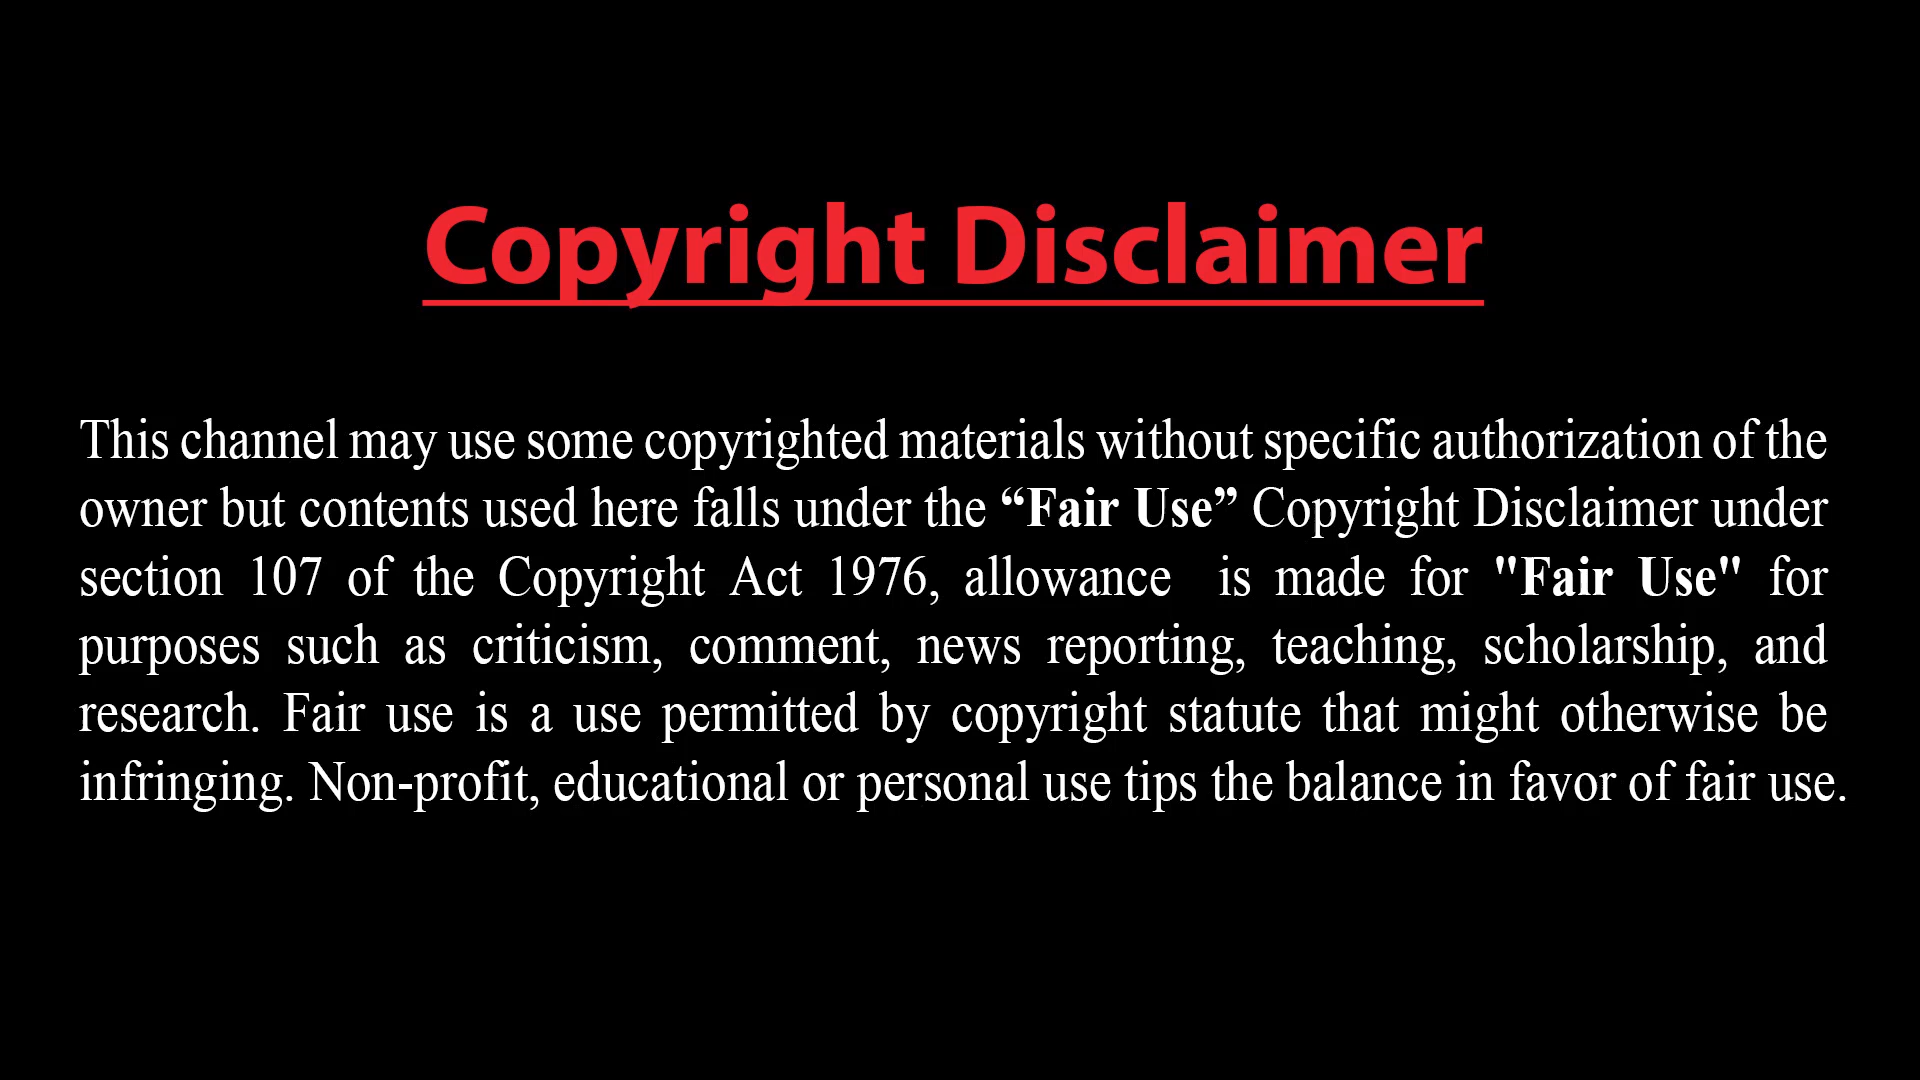 Copyright Disclaimer
This channel may use some copyrighted materials without specific authorization of the
owner but contents used here falls under the “Fair Use” Copyright Disclaimer under
section 107 of the Copyright Act 1976, allowance  is made for "Fair Use" for
purposes such as criticism, comment, news reporting, teaching, scholarship, and
research. Fair use is a use permitted by copyright statute that might otherwise be
infringing. Non-profit, educational or personal use tips the balance in favor of fair use.